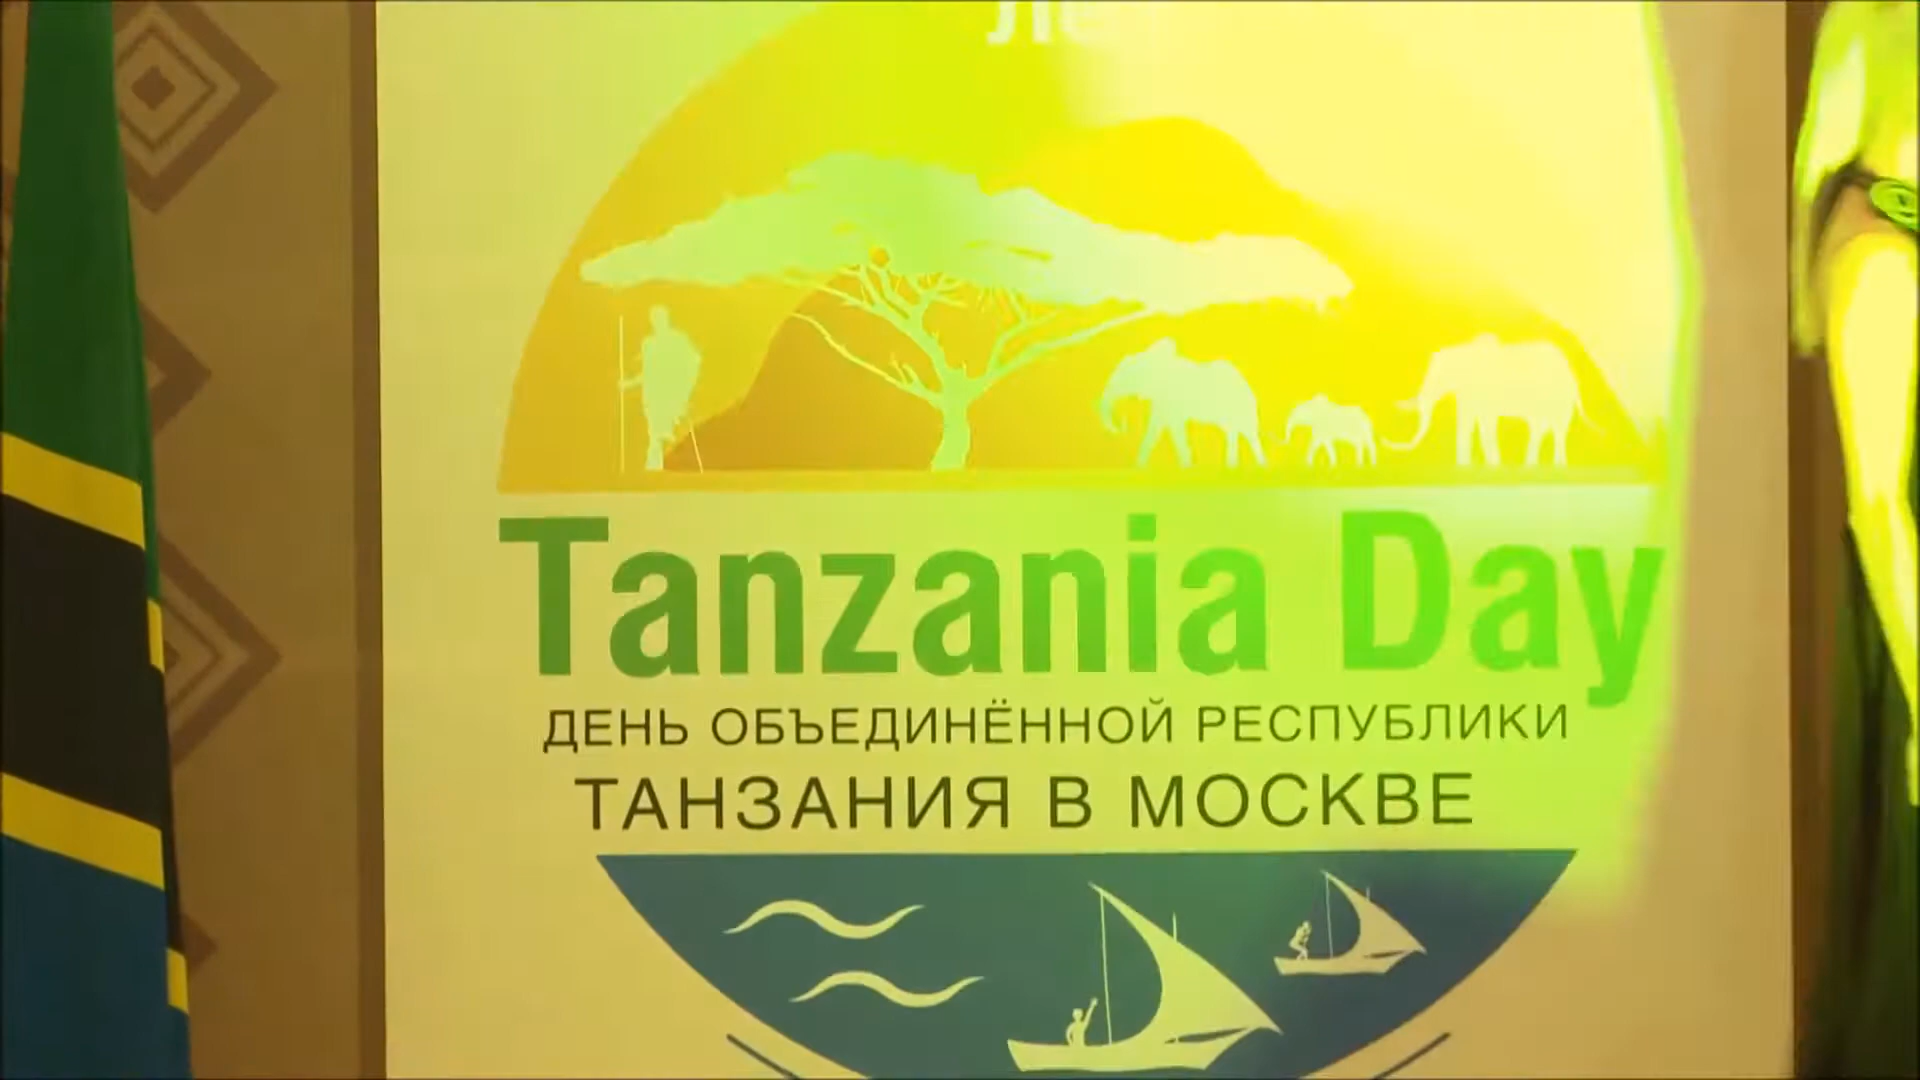 Tanzania Day
ДЕНЬ ОБЪЕДИНЁННОЙ РЕСПУБЛИКИ
ТАНЗАНИЯ В МОСКВЕ